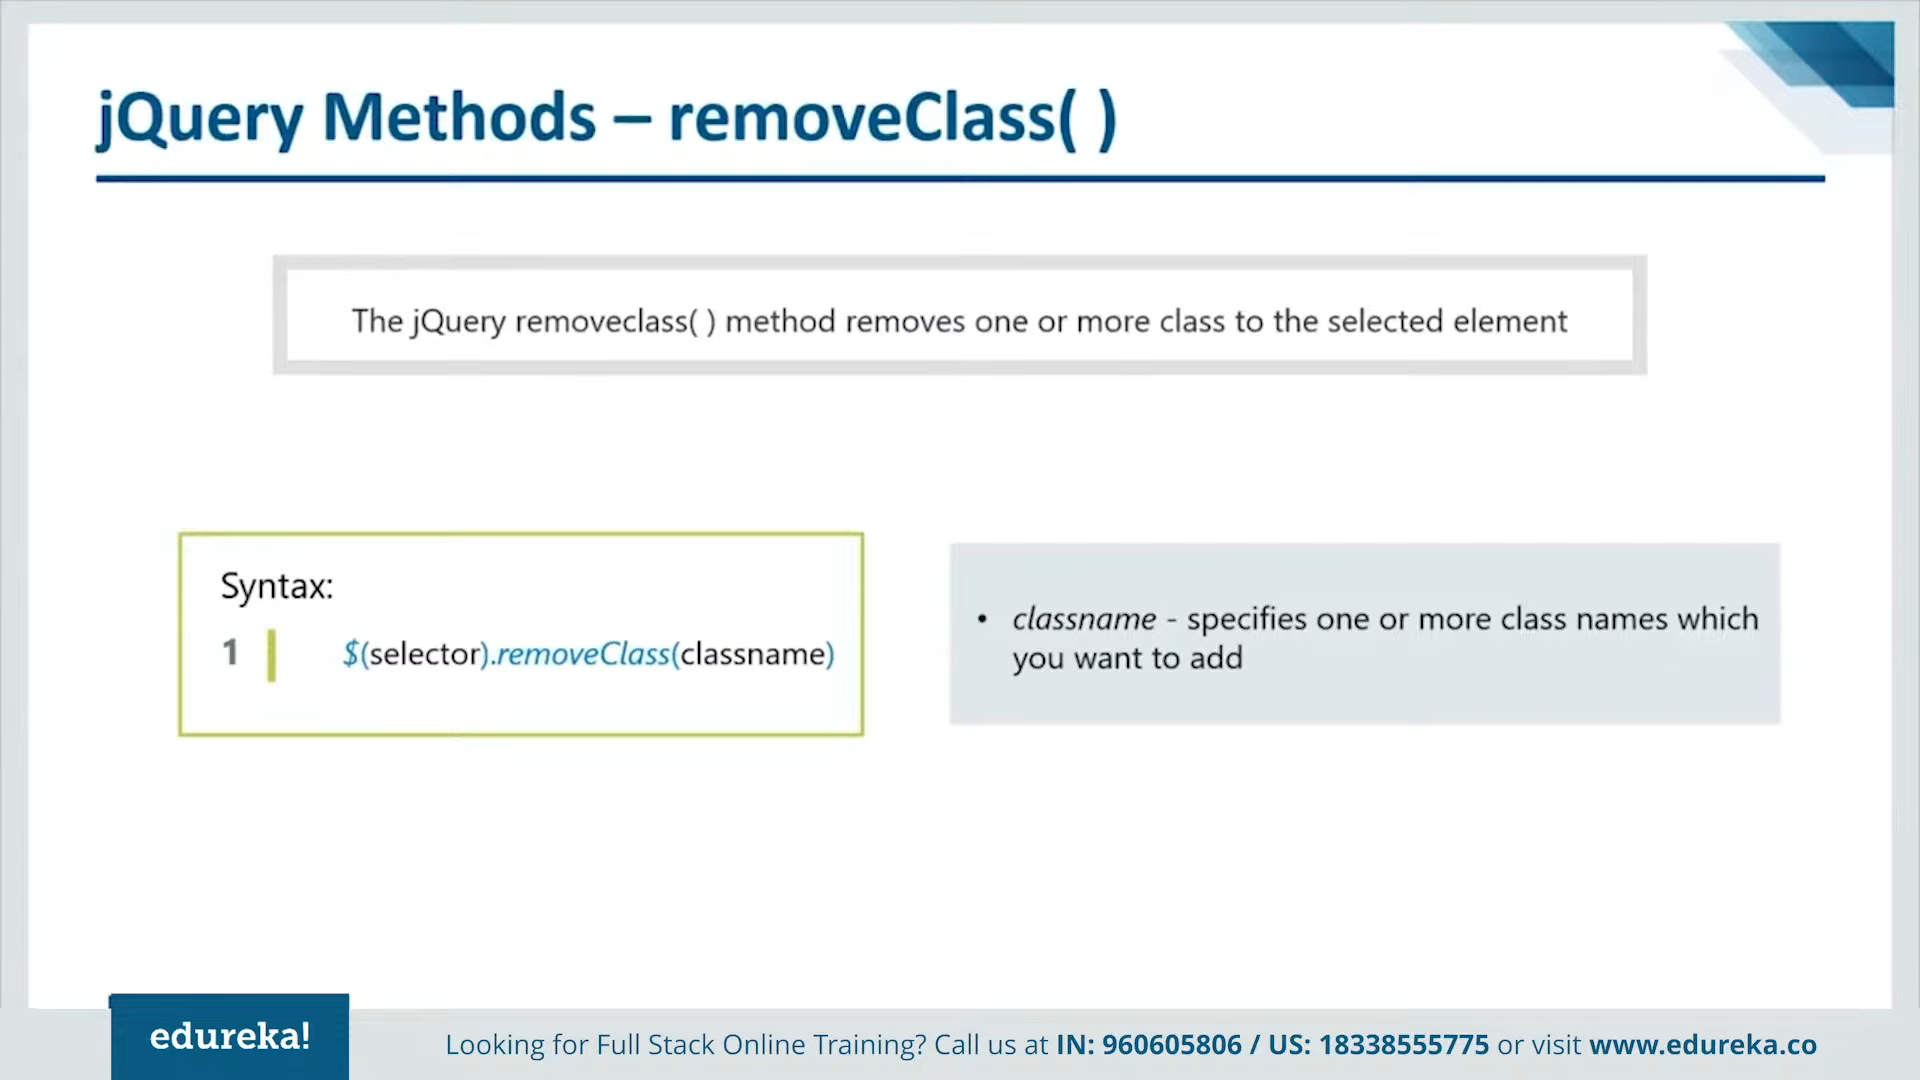 jQuery Methods – removeClass( )
The jQuery removeclass( ) method removes one or more class to the selected element
Syntax:
1 $(selector).removeClass(classname)
• classname - specifies one or more class names which
you want to add
edureka!
Looking for Full Stack Online Training? Call us at IN: 960605806 / US: 18338555775 or visit www.edureka.co